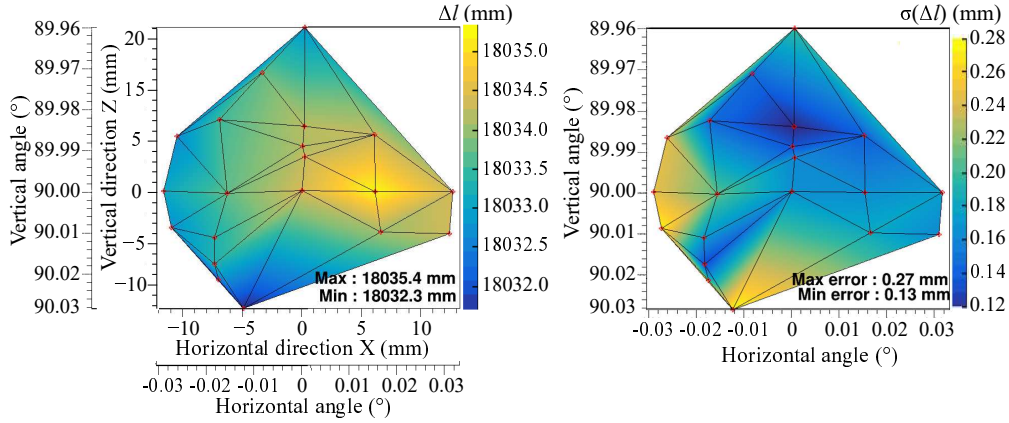 Δl (mm)
89.96
89.97
89.98
89.99
90.00
90.01
90.02
90.03
Vertical angle (°)
20
15
5
0
−5
−10
Vertical direction Z (mm)
18035.0
18034.5
18034.0
18033.5
18033.0
18032.5
18032.0
Max : 18035.4 mm
Min : 18032.3 mm
−10 −5 0 5 10
Horizontal direction X (mm)
-0.03 -0.02 -0.01 0 0.01 0.02 0.03
Horizontal angle (°)
σ(Δl) (mm)
89.96
89.97
89.98
89.99
90.00
90.01
90.02
90.03
Vertical angle (°)
0.28
0.26
0.24
0.22
0.20
0.18
0.16
0.14
0.12
Max error : 0.27 mm
Min error : 0.13 mm
-0.03 -0.02 -0.01 0 0.01 0.02 0.03
Horizontal angle (°)